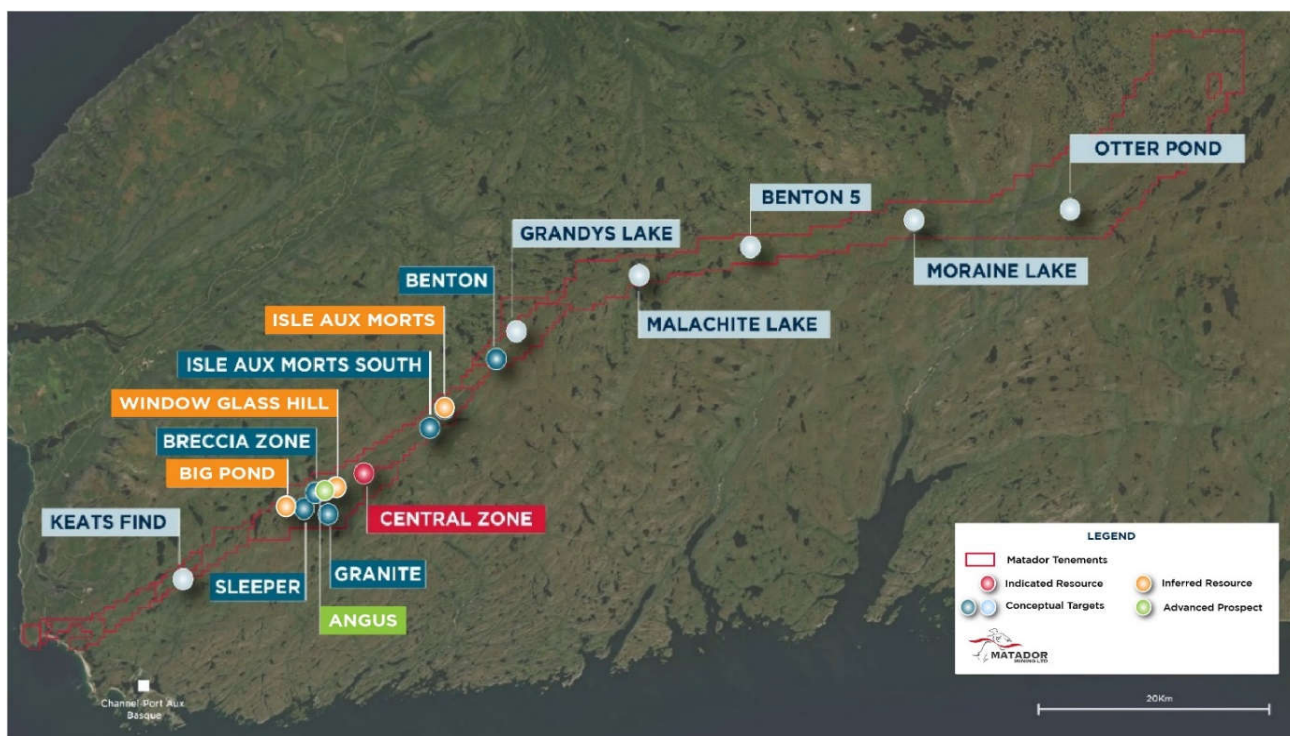 OTTER POND
BENTON 5
GRANDYS LAKE
MORAINE LAKE
BENTON
ISLE AUX MORTS
MALACHITE LAKE
ISLE AUX MORTS SOUTH
WINDOW GLASS HILL
BRECCIA ZONE
BIG POND
KEATS FIND
CENTRAL ZONE
SLEEPER
GRANITE
ANGUS
LEGEND
Matador Tenements
Indicated Resource
Inferred Resource
Conceptual Targets
Advanced Prospect
MATADOR
MINING LTD
Channel-Port Aux
Basque
20Km